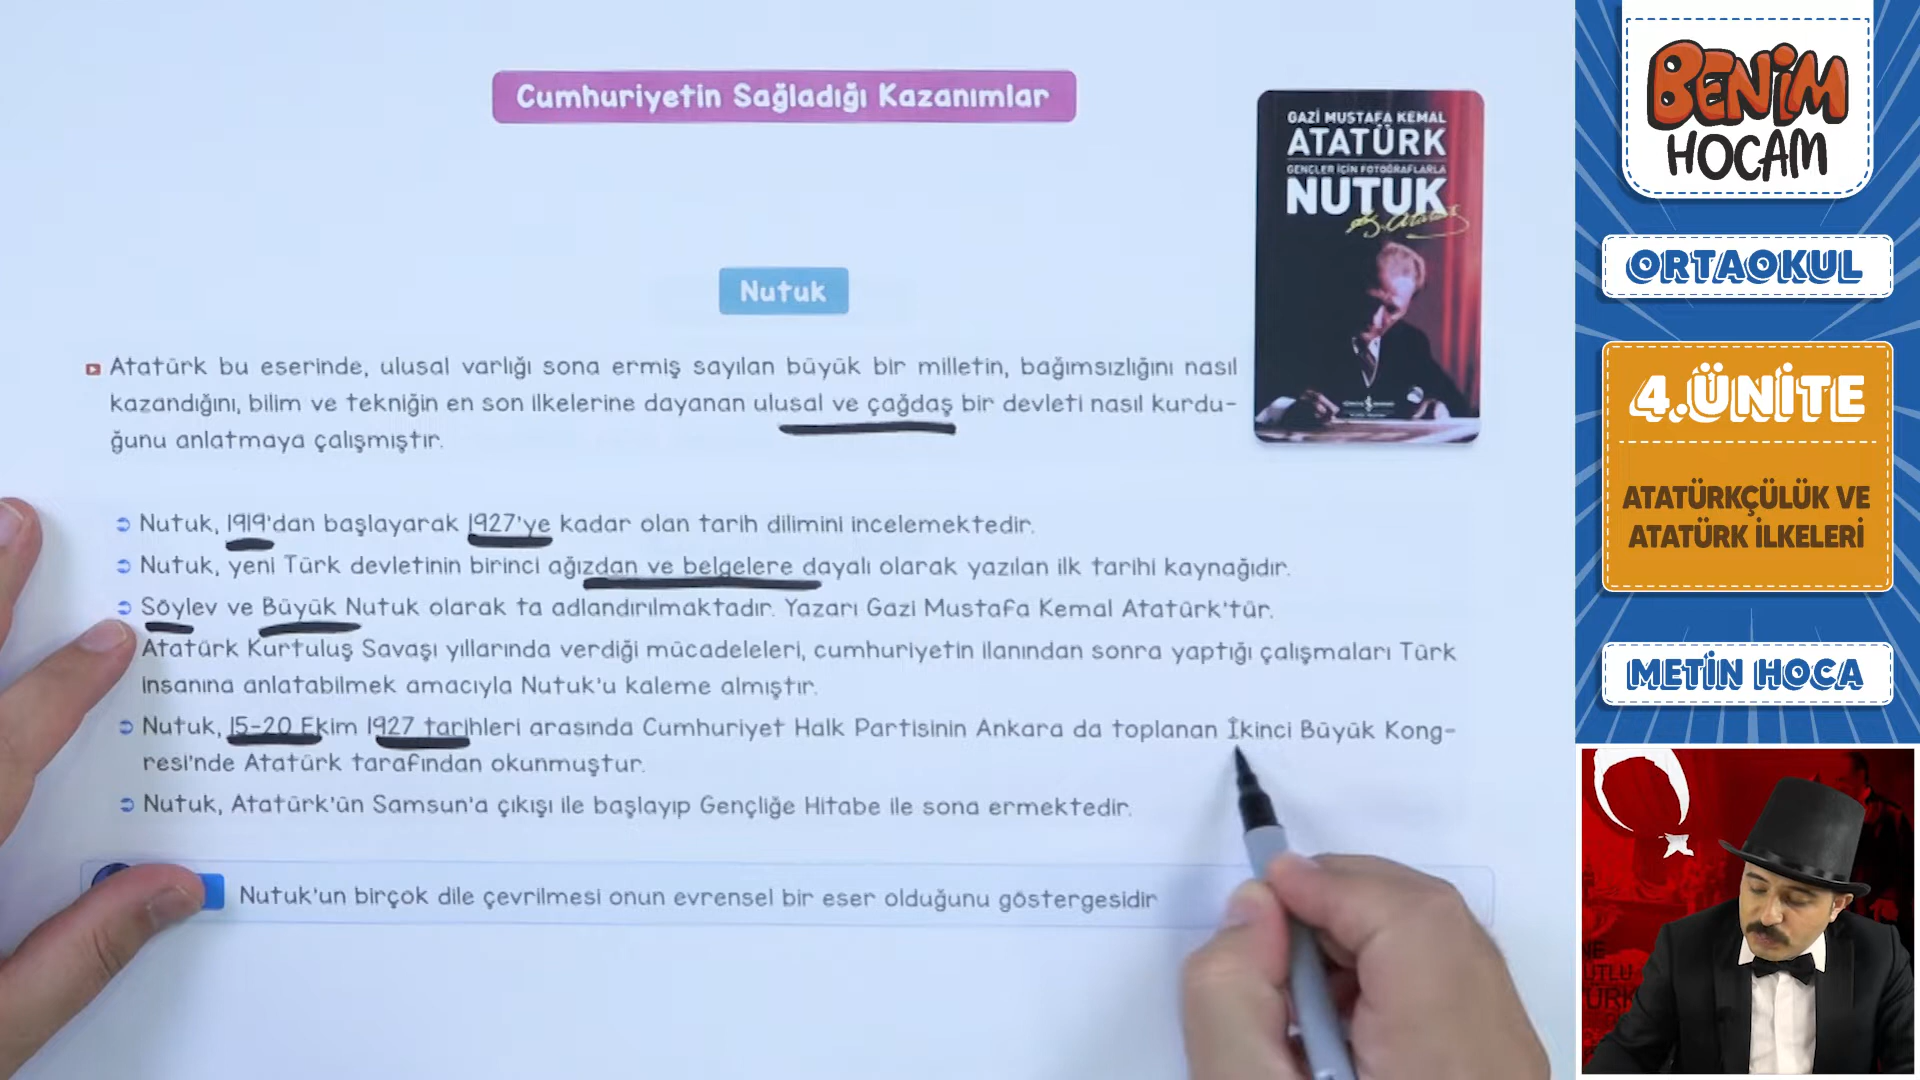 Cumhuriyetin Sağladığı Kazanımlar
GAZİ MUSTAFA KEMAL
ATATÜRK
GENÇLER İÇİN FOTOĞRAFLARLA
NUTUK
Nutuk
Atatürk bu eserinde, ulusal varlığı sona ermiş sayılan büyük bir milletin, bağımsızlığını nasıl
kazandığını, bilim ve tekniğin en son ilkelerine dayanan ulusal ve çağdaş bir devleti nasıl kurdu-
ğunu anlatmaya çalışmıştır.
Nutuk, 1919'dan başlayarak 1927'ye kadar olan tarih dilimini incelemektedir.
Nutuk, yeni Türk devletinin birinci ağızdan ve belgelere dayalı olarak yazılan ilk tarihi kaynağıdır.
Söylev ve Büyük Nutuk olarak ta adlandırılmaktadır. Yazarı Gazi Mustafa Kemal Atatürk'tür.
Atatürk Kurtuluş Savaşı yıllarında verdiği mücadeleleri, cumhuriyetin ilanından sonra yaptığı çalışmaları Türk
insanına anlatabilmek amacıyla Nutuk'u kaleme almıştır.
Nutuk, 15-20 Ekim 1927 tarihleri arasında Cumhuriyet Halk Partisinin Ankara da toplanan İkinci Büyük Kong-
resi'nde Atatürk tarafından okunmuştur.
Nutuk, Atatürk'ün Samsun'a çıkışı ile başlayıp Gençliğe Hitabe ile sona ermektedir.
Nutuk'un birçok dile çevrilmesi onun evrensel bir eser olduğunu göstergesidir
BENİM
HOCAM
ORTAOKUL
4.ÜNİTE
ATATÜRKÇÜLÜK VE
ATATÜRK İLKELERİ
METİN HOCA